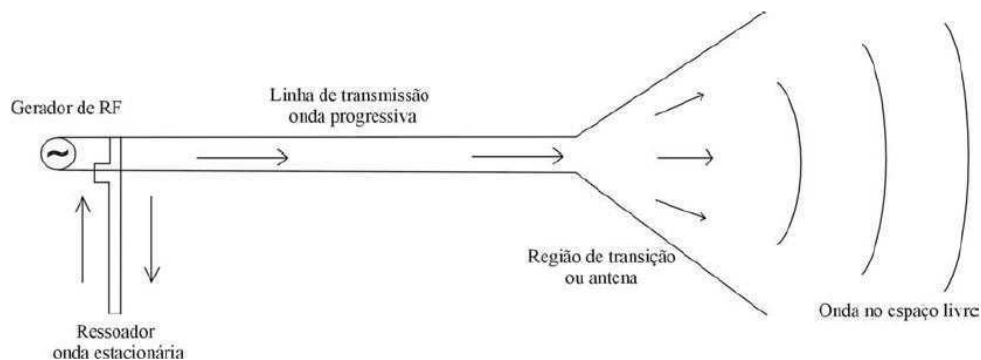 Linha de transmissão
onda progressiva
Gerador de RF
~
Região de transição
ou antena
Onda no espaço livre
Ressoador
onda estacionária